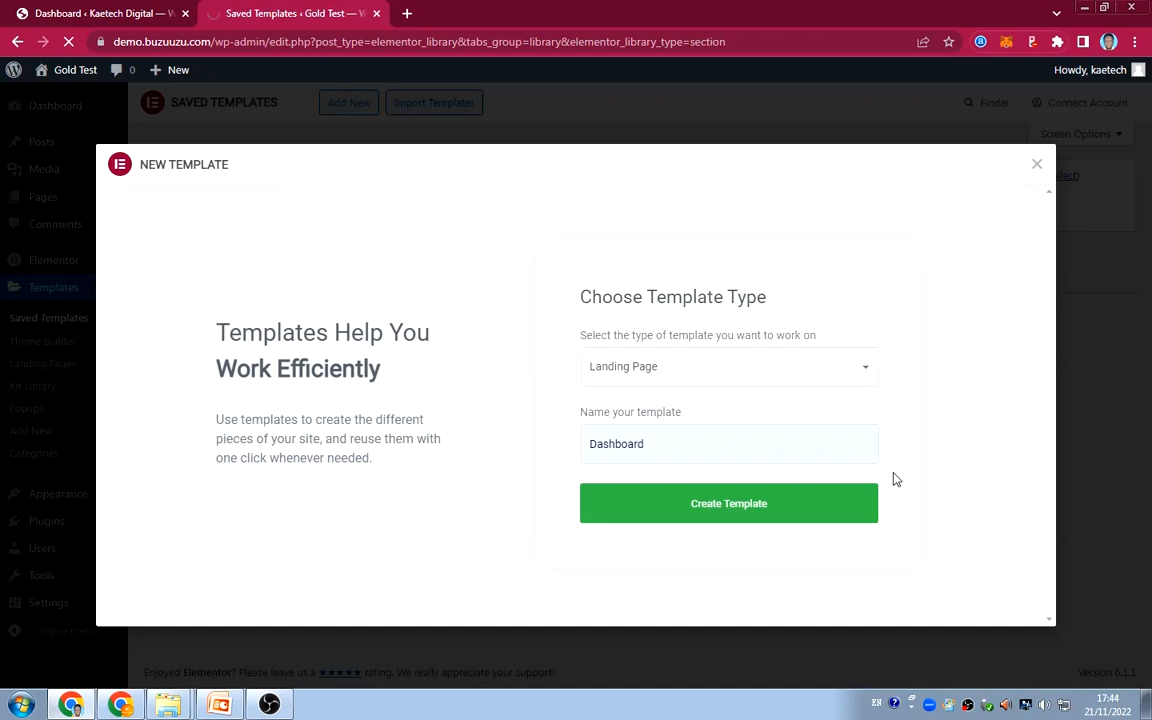 Dashboard ‹ Kaetech Digital — W
Saved Templates ‹ Gold Test — W
demo.buzuuzu.com/wp-admin/edit.php?post_type=elementor_library&tabs_group=library&elementor_library_type=section
Gold Test
0
New
Howdy, kaetech
Dashboard
SAVED TEMPLATES
Add New
Import Templates
Finder
Connect Account
Screen Options
Posts
Media
Pages
Comments
Elementor
Templates
Saved Templates
Theme Builder
Landing Pages
Kit Library
Popups
Add New
Categories
Appearance
Plugins
Users
Tools
Settings
Collapse menu
NEW TEMPLATE
Templates Help You
Work Efficiently
Use templates to create the different
pieces of your site, and reuse them with
one click whenever needed.
Choose Template Type
Select the type of template you want to work on
Landing Page
Name your template
Dashboard
Create Template
Enjoyed Elementor? Please leave us a ★★★★★ rating. We really appreciate your support!
Version 6.1.1
EN
17:44
21/11/2022